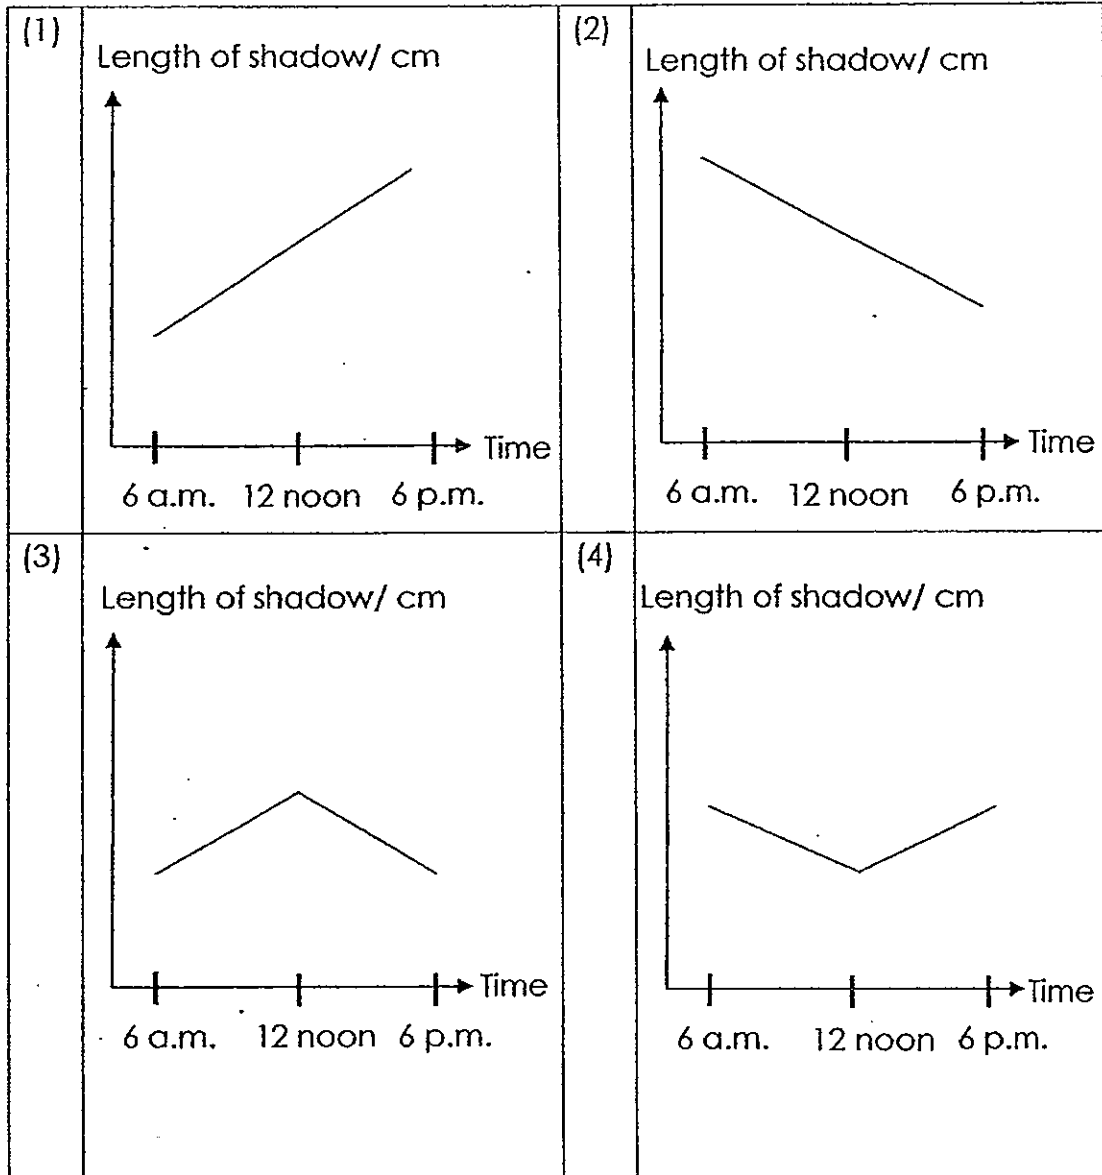 (1)
Length of shadow/ cm
Time
6 a.m. 12 noon 6 p.m.
(2)
Length of shadow/ cm
Time
6 a.m. 12 noon 6 p.m.
(3)
Length of shadow/ cm
Time
6 a.m. 12 noon 6 p.m.
(4)
Length of shadow/ cm
Time
6 a.m. 12 noon 6 p.m.